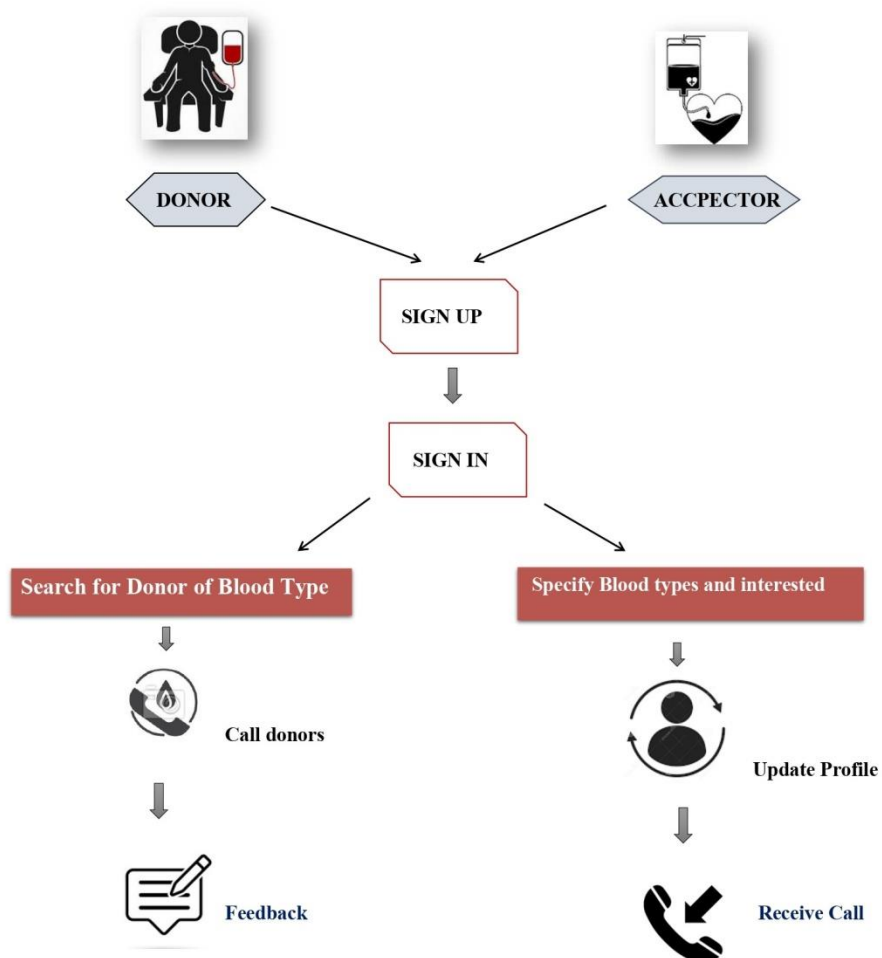 DONOR
ACCPECTOR
SIGN UP
SIGN IN
Search for Donor of Blood Type
Specify Blood types and interested
Call donors
Update Profile
Feedback
Receive Call